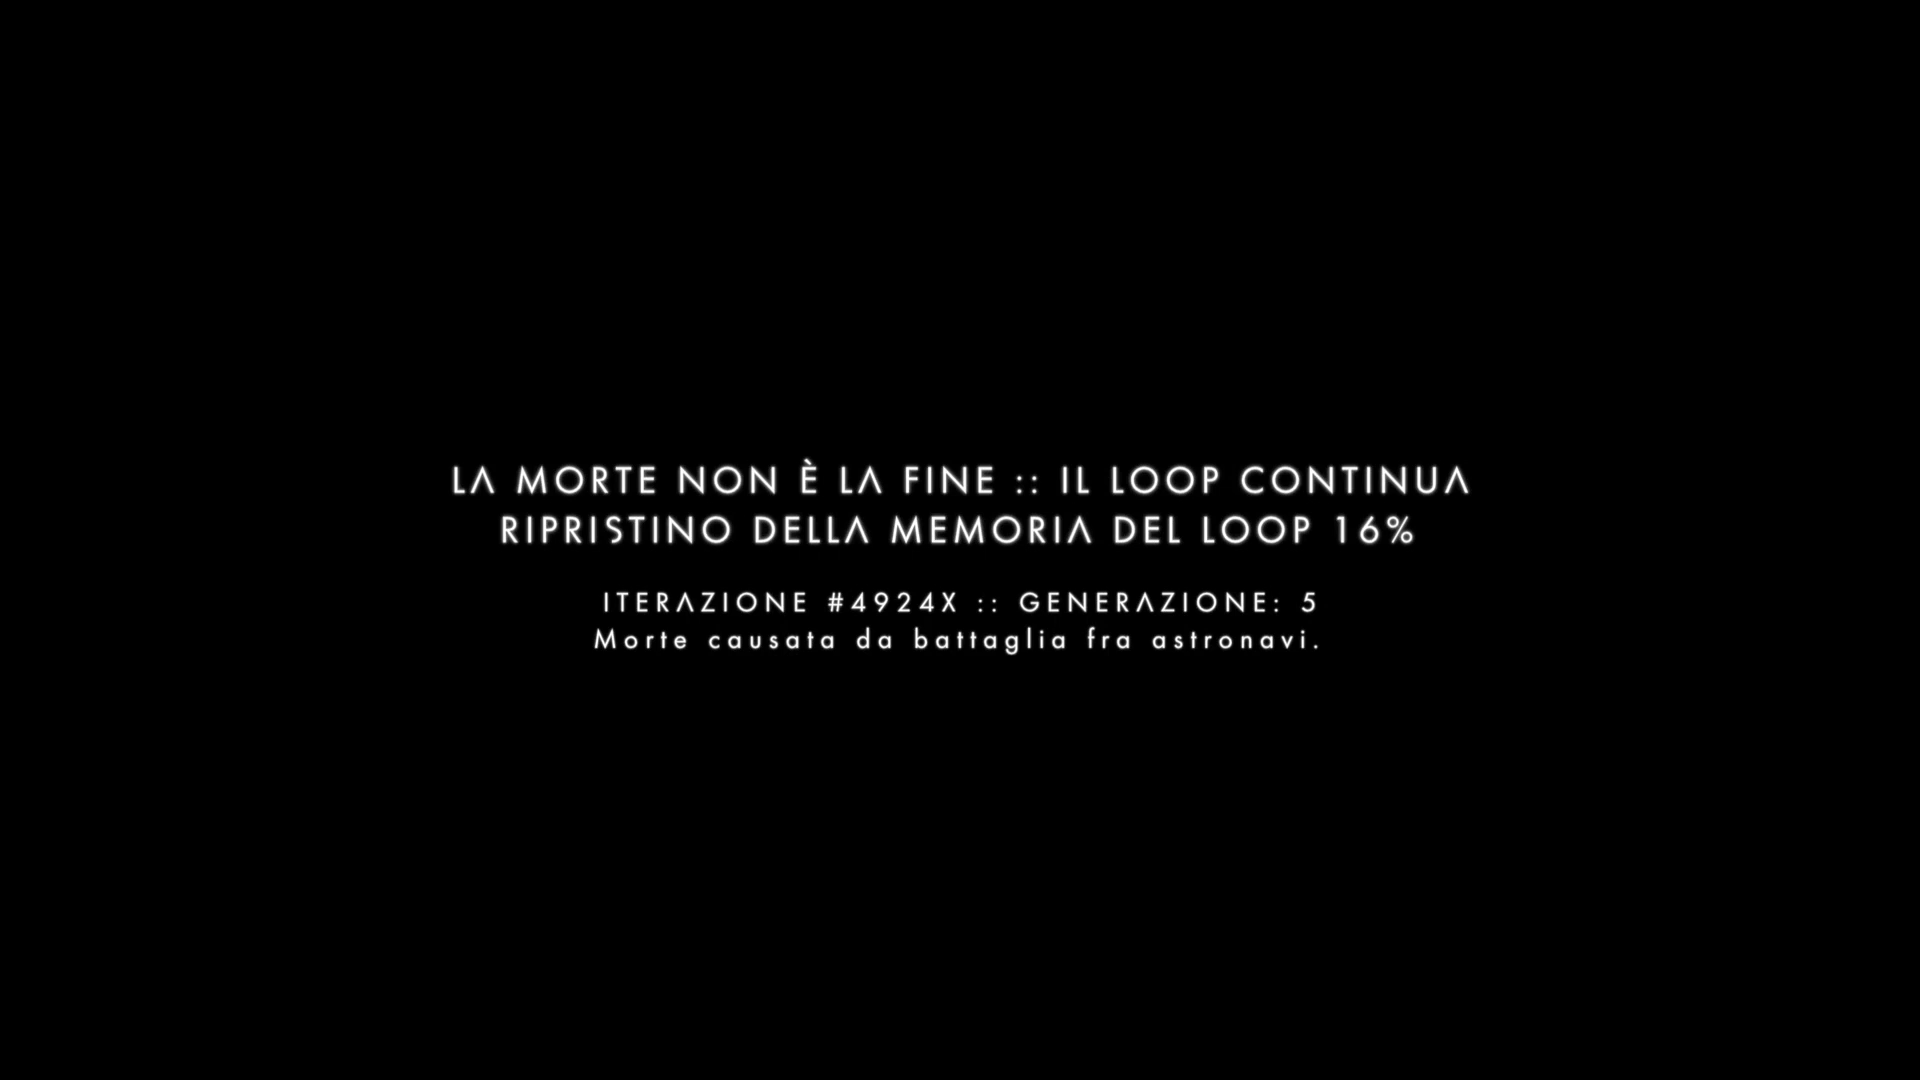 LA MORTE NON È LA FINE :: IL LOOP CONTINUA
RIPRISTINO DELLA MEMORIA DEL LOOP 16%
ITERAZIONE #4924X :: GENERAZIONE: 5
Morte causata da battaglia fra astronavi.